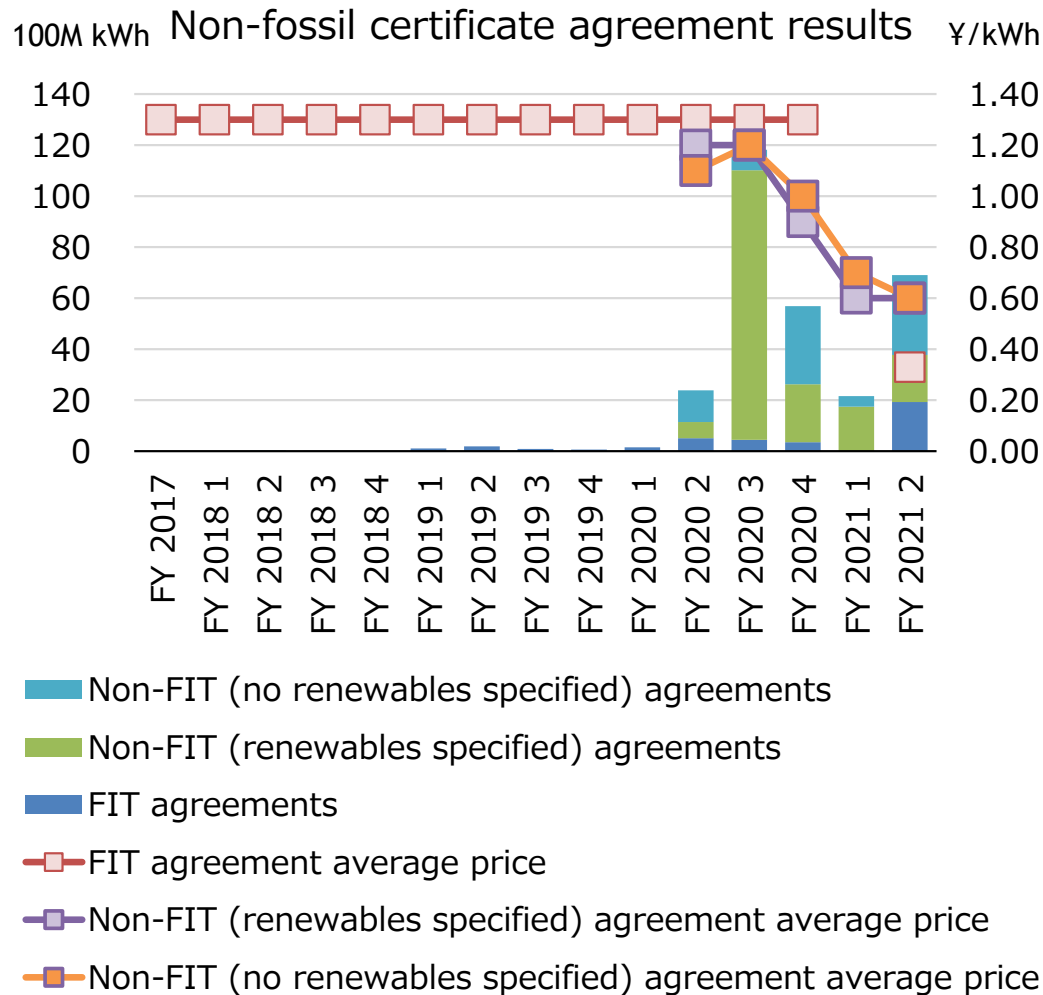 100M kWh Non-fossil certificate agreement results ¥/kWh
140 1.40
120 1.20
100 1.00
80 0.80
60 0.60
40 0.40
20 0.20
0 0.00
FY 2017
FY 2018 1
FY 2018 2
FY 2018 3
FY 2018 4
FY 2019 1
FY 2019 2
FY 2019 3
FY 2019 4
FY 2020 1
FY 2020 2
FY 2020 3
FY 2020 4
FY 2021 1
FY 2021 2
Non-FIT (no renewables specified) agreements
Non-FIT (renewables specified) agreements
FIT agreements
FIT agreement average price
Non-FIT (renewables specified) agreement average price
Non-FIT (no renewables specified) agreement average price